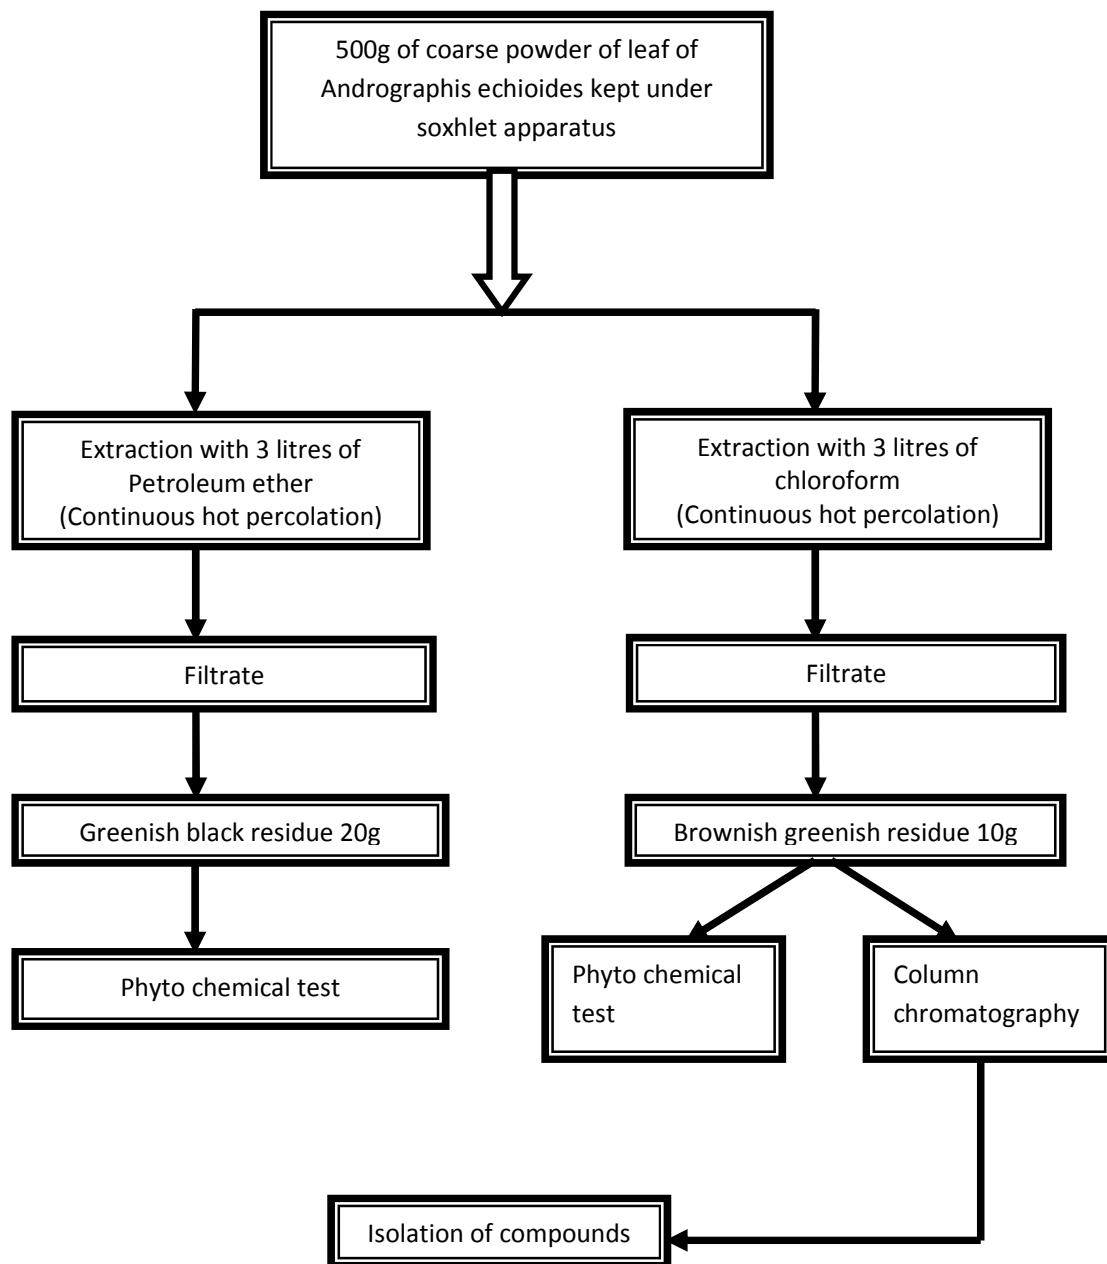 500g of coarse powder of leaf of
Andrographis echioides kept under
soxhlet apparatus
Extraction with 3 litres of
Petroleum ether
(Continuous hot percolation)
Extraction with 3 litres of
chloroform
(Continuous hot percolation)
Filtrate
Filtrate
Greenish black residue 20g
Brownish greenish residue 10g
Phyto chemical test
Phyto chemical
test
Column
chromatography
Isolation of compounds